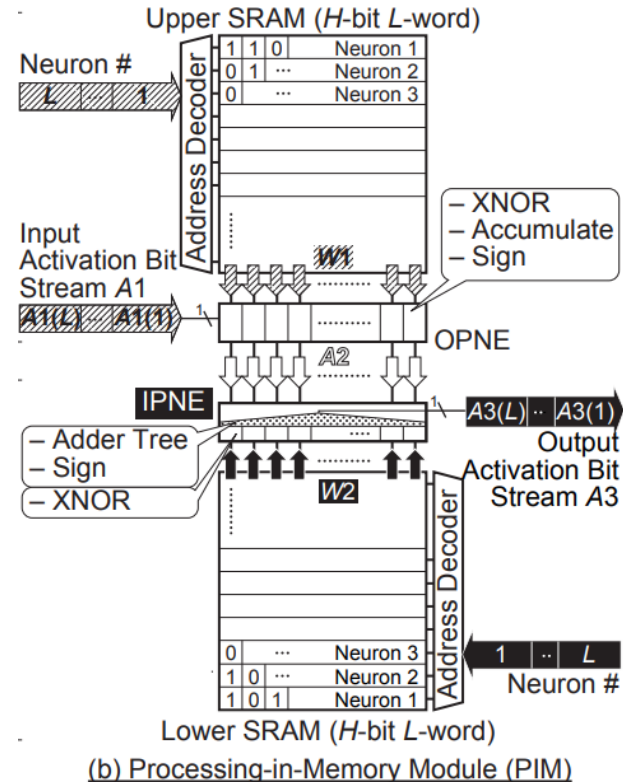 Upper SRAM (H-bit L-word)
Neuron #
L ... 1
Address Decoder
1 1 0 Neuron 1
0 1 ... Neuron 2
0 ... Neuron 3
– XNOR
– Accumulate
– Sign
Input
Activation Bit
Stream A1
W1
A1(L) ... A1(1)
1
OPNE
A2
IPNE
1
A3(L) .. A3(1)
– Adder Tree
– Sign
– XNOR
Output
Activation Bit
Stream A3
W2
Address Decoder
0 ... Neuron 3
1 0 ... Neuron 2
1 0 1 Neuron 1
1 .. L
Neuron #
Lower SRAM (H-bit L-word)
(b) Processing-in-Memory Module (PIM)